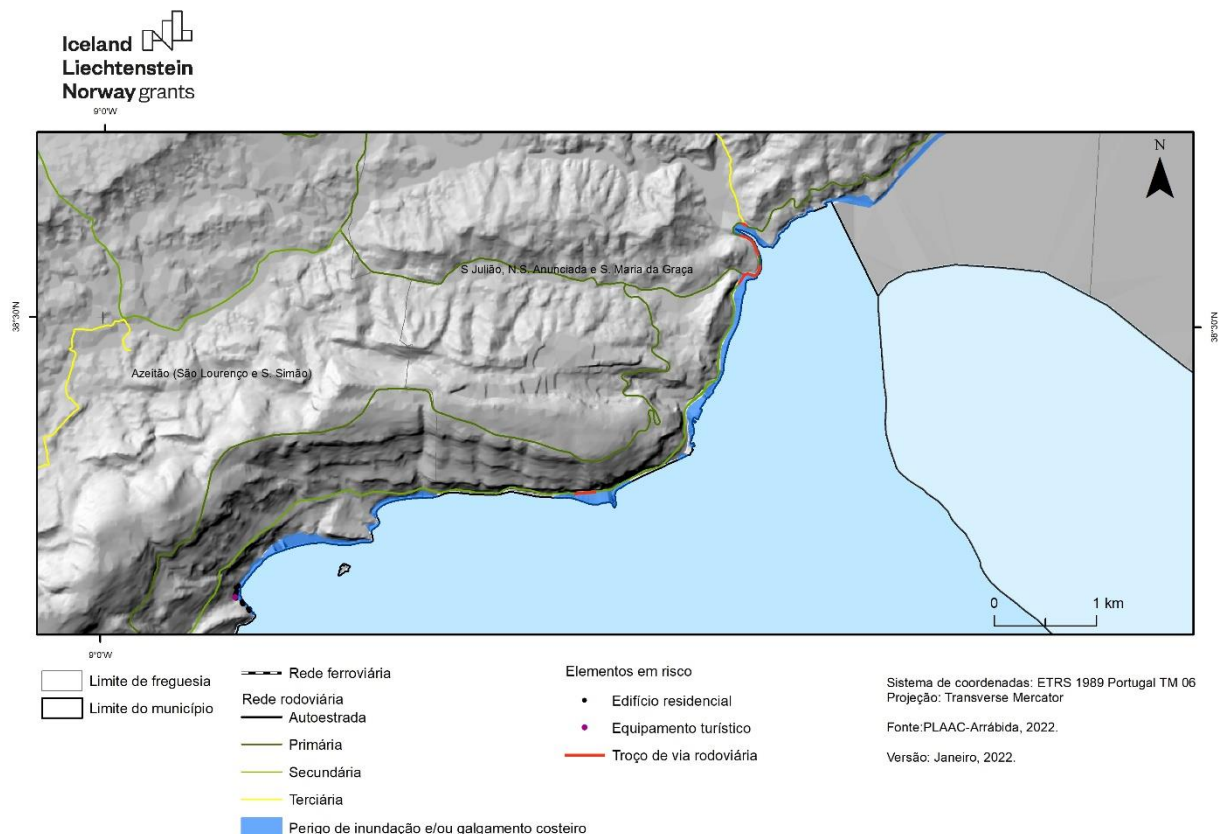 Iceland
Liechtenstein
Norway grants
9°0'W
N
38°30'N
38°30'N
S Julião, N.S. Anunciada e S. Maria da Graça
Azeitão (São Lourenço e S. Simão)
0 1 km
9°0'W
Limite de freguesia
Limite do município
Rede ferroviária
Rede rodoviária
Autoestrada
Primária
Secundária
Terciária
Perigo de inundação e/ou galgamento costeiro
Elementos em risco
Edifício residencial
Equipamento turístico
Troço de via rodoviária
Sistema de coordenadas: ETRS 1989 Portugal TM 06
Projeção: Transverse Mercator
Fonte:PLAAC-Arrábida, 2022.
Versão: Janeiro, 2022.